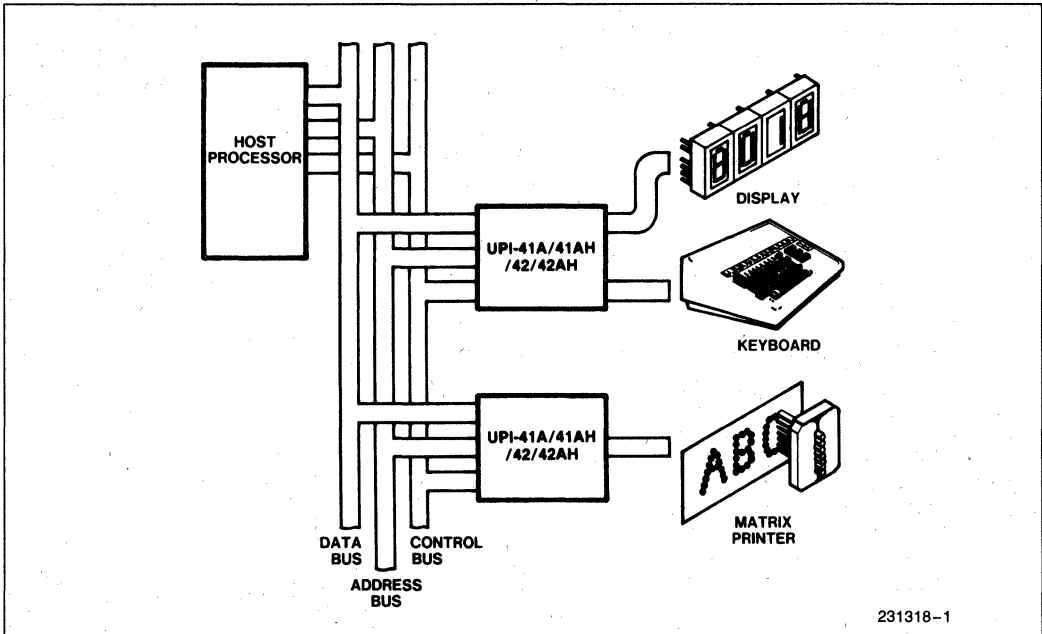 HOST
PROCESSOR
UPI-41A/41AH
/42/42AH
DISPLAY
KEYBOARD
UPI-41A/41AH
/42/42AH
ABC
MATRIX
PRINTER
DATA
BUS
CONTROL
BUS
ADDRESS
BUS
231318-1